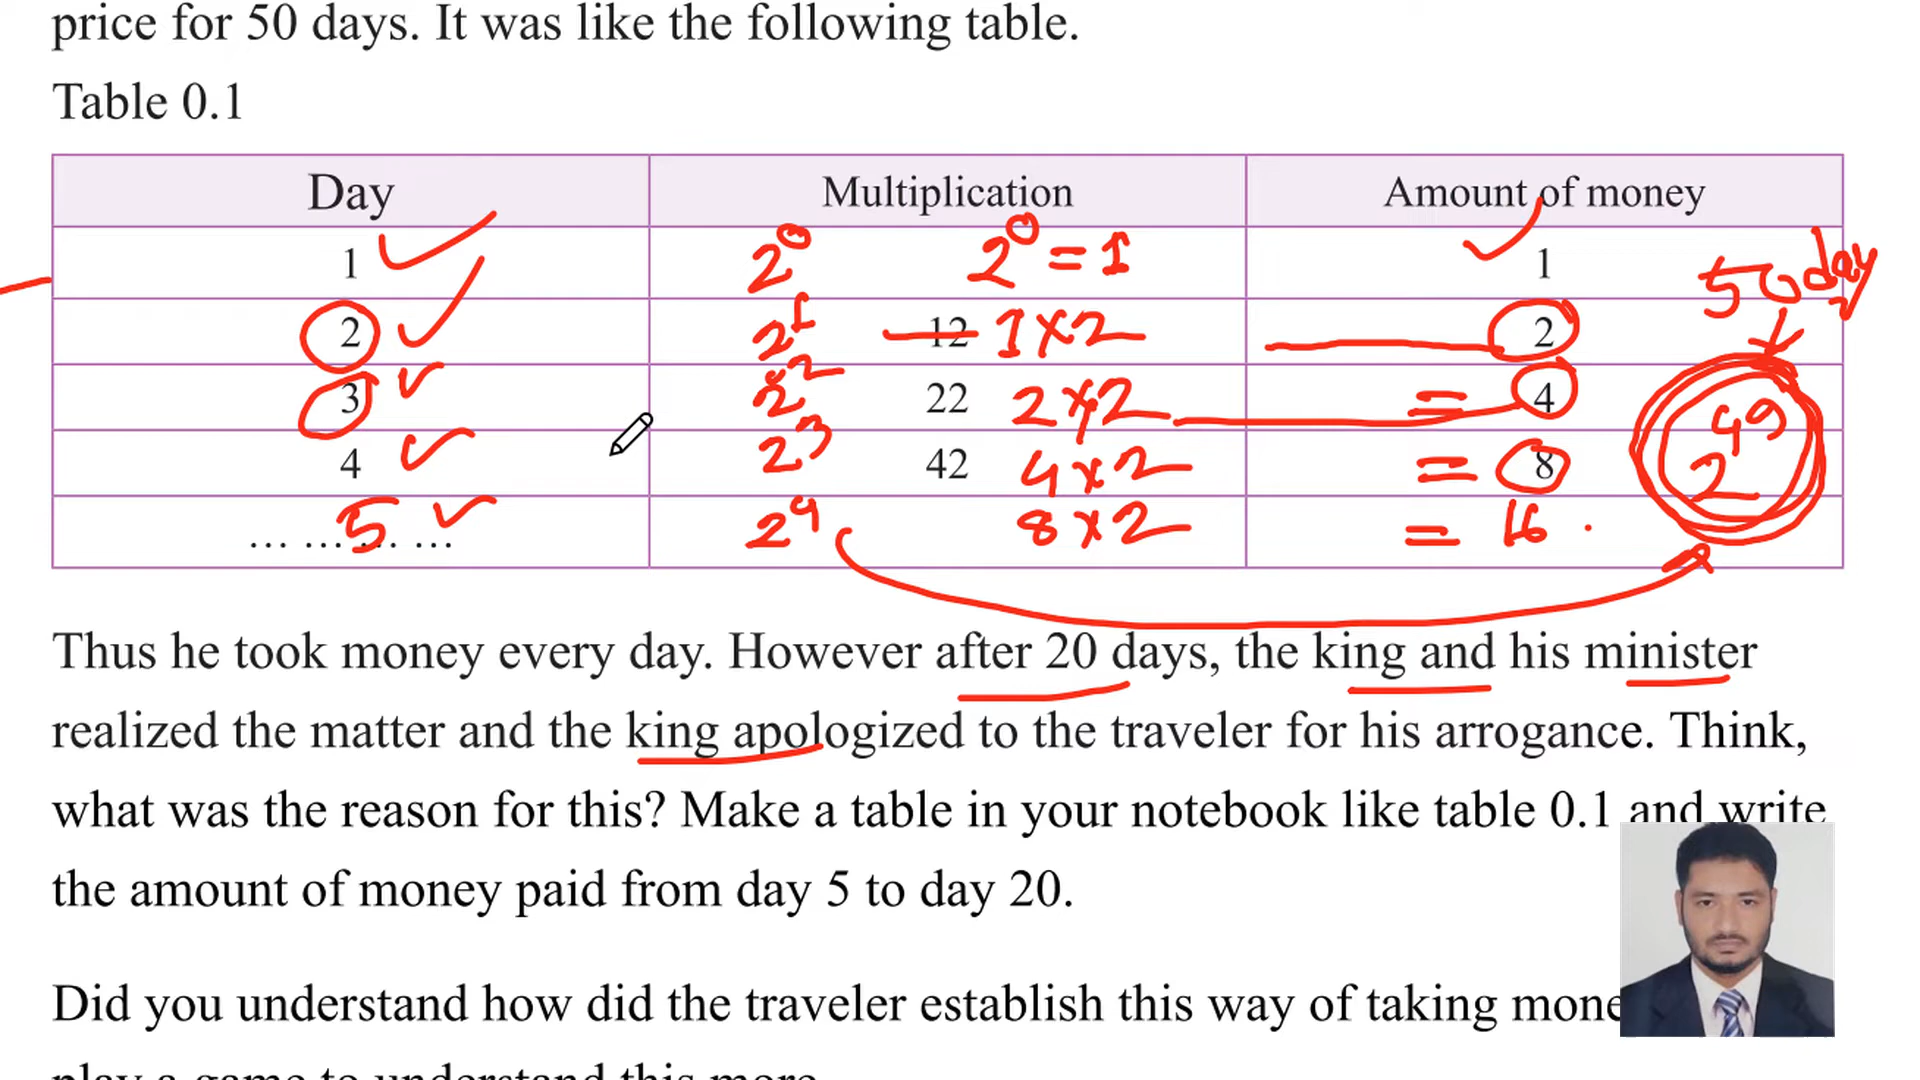 price for 50 days. It was like the following table.
Table 0.1
Day Multiplication Amount of money
1 2⁰ 2⁰ = 1 1 50 day
2 2¹ 12 1×2 2
3 2² 22 2×2 = 4 2⁴⁹
4 2³ 42 4×2 = 8
... ... 5 ... ... 2⁴ 8×2 = 16 .
Thus he took money every day. However after 20 days, the king and his minister
realized the matter and the king apologized to the traveler for his arrogance. Think,
what was the reason for this? Make a table in your notebook like table 0.1 and write
the amount of money paid from day 5 to day 20.
Did you understand how did the traveler establish this way of taking mone
play a game to understand this more